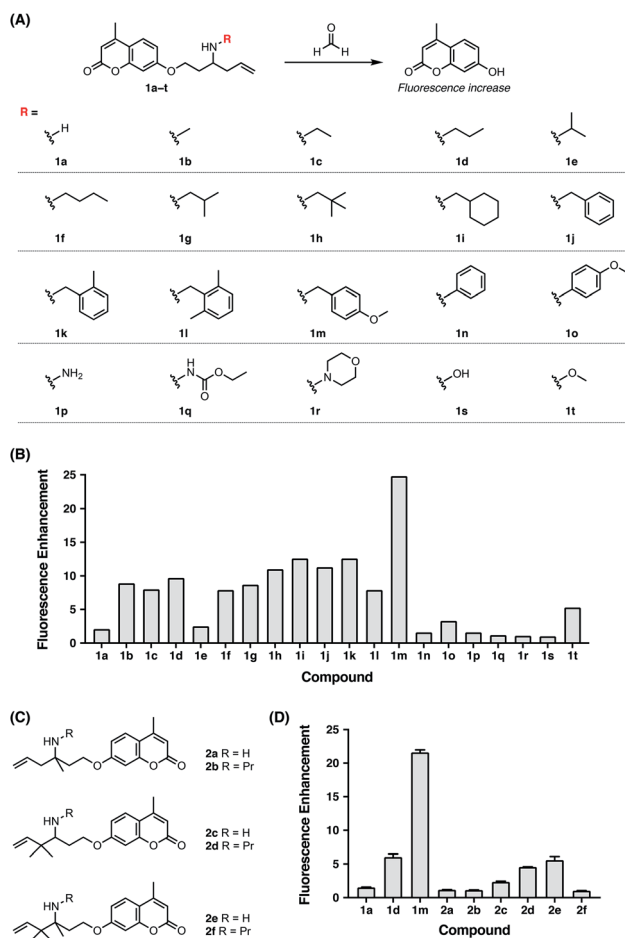 (A)
HN R
O H H
O O O
1a–t
O O OH
Fluorescence increase
R =
H
1a 1b 1c 1d 1e
1f 1g 1h 1i 1j
O
O
1k 1l 1m 1n 1o
NH2 H N O O N O OH O
1p 1q 1r 1s 1t
(B)
Fluorescence Enhancement
25
20
15
10
5
0
1a 1b 1c 1d 1e 1f 1g 1h 1i 1j 1k 1l 1m 1n 1o 1p 1q 1r 1s 1t
Compound
(C)
HN R
O O O
2a R = H
2b R = Pr
HN R
O O O
2c R = H
2d R = Pr
HN R
O O O
2e R = H
2f R = Pr
(D)
Fluorescence Enhancement
25
20
15
10
5
0
1a 1d 1m 2a 2b 2c 2d 2e 2f
Compound